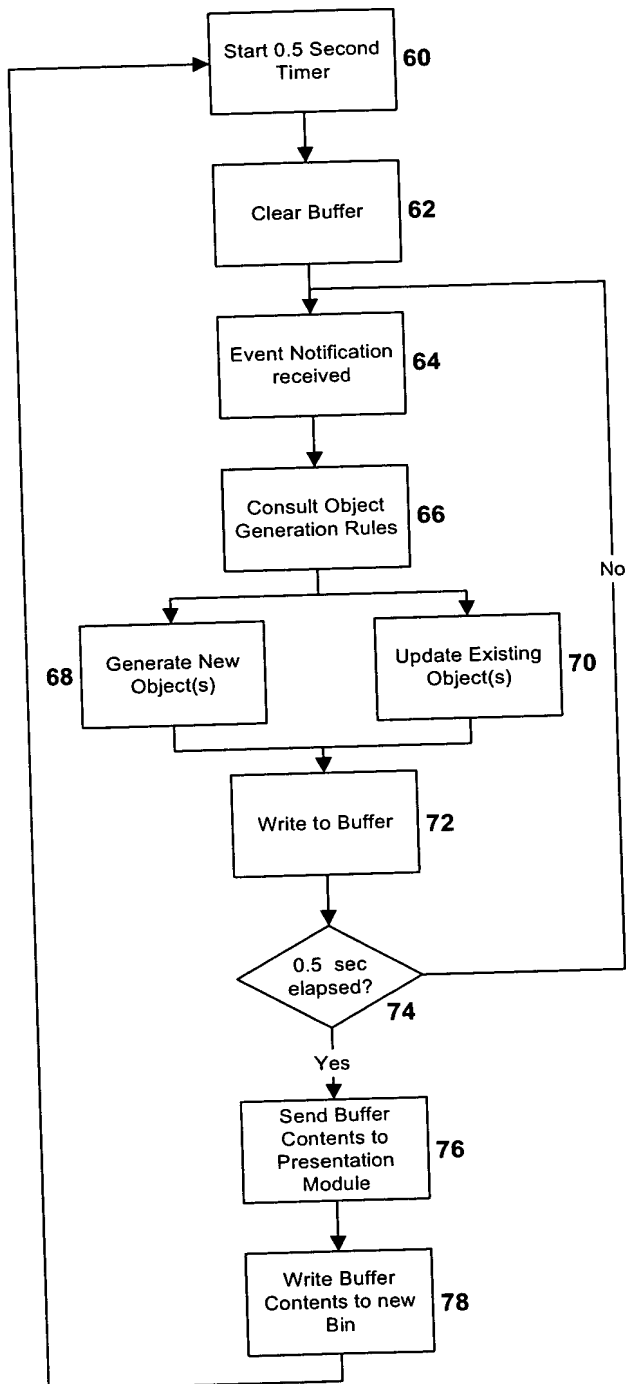 Start 0.5 Second
Timer
60
Clear Buffer
62
Event Notification
received
64
Consult Object
Generation Rules
66
No
68
Generate New
Object(s)
Update Existing
Object(s)
70
Write to Buffer
72
0.5 sec
elapsed?
74
Yes
Send Buffer
Contents to
Presentation
Module
76
Write Buffer
Contents to new
Bin
78